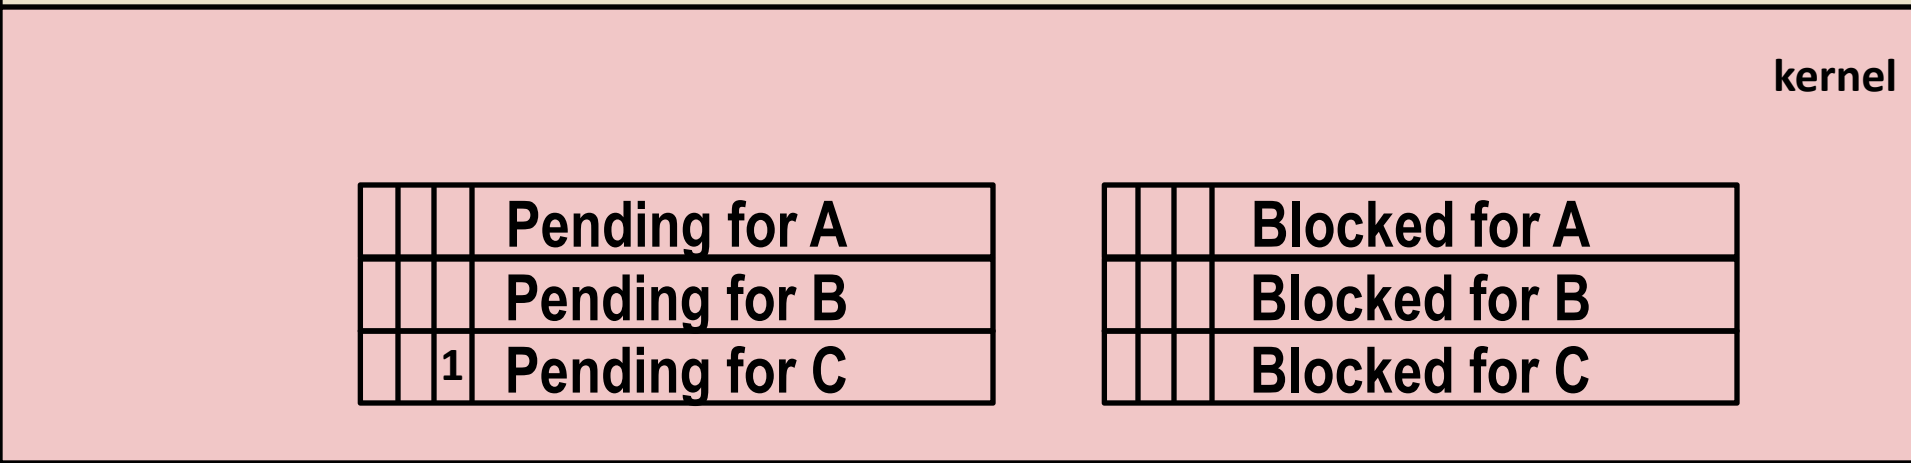 kernel
Pending for A
Blocked for A
Pending for B
Blocked for B
1 Pending for C
Blocked for C